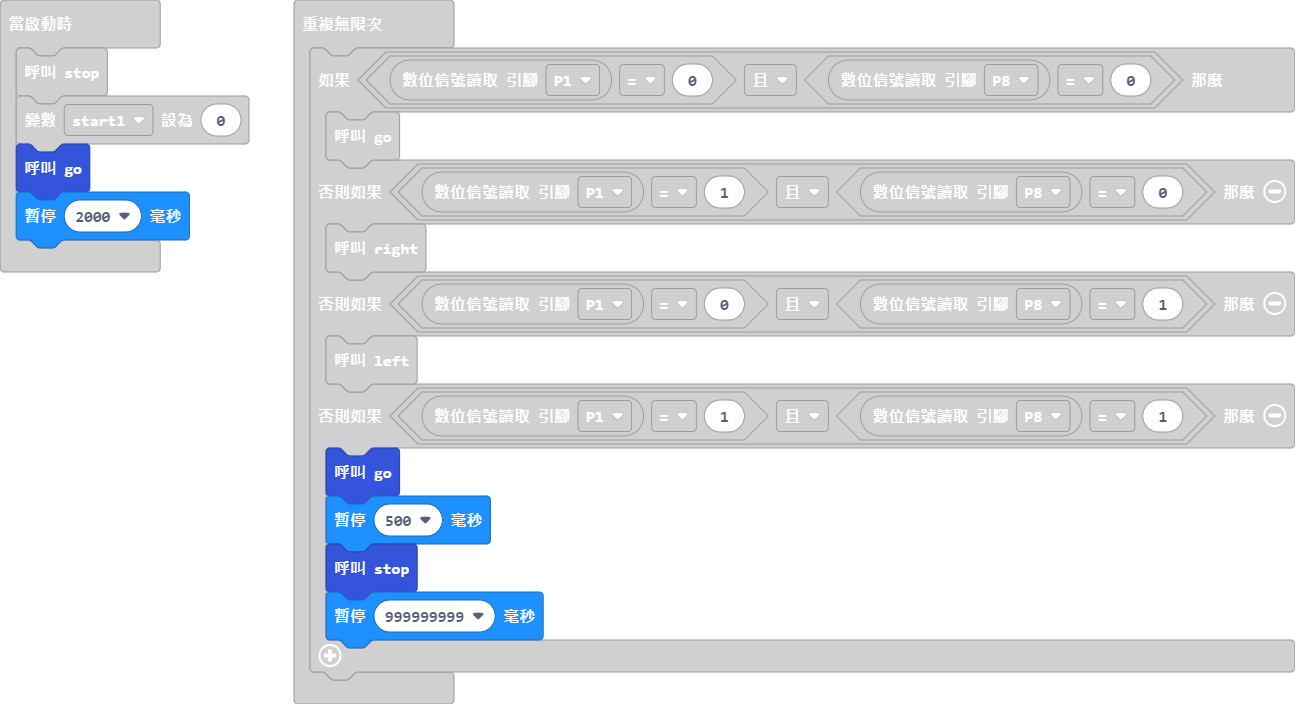 當啟動時
呼叫 stop
變數 start1 設為 0
呼叫 go
暫停 2000 毫秒
重複無限次
如果 數位信號讀取 引腳 P1 = 0 且 數位信號讀取 引腳 P8 = 0 那麼
呼叫 go
否則如果 數位信號讀取 引腳 P1 = 1 且 數位信號讀取 引腳 P8 = 0 那麼
呼叫 right
否則如果 數位信號讀取 引腳 P1 = 0 且 數位信號讀取 引腳 P8 = 1 那麼
呼叫 left
否則如果 數位信號讀取 引腳 P1 = 1 且 數位信號讀取 引腳 P8 = 1 那麼
呼叫 go
暫停 500 毫秒
呼叫 stop
暫停 999999999 毫秒